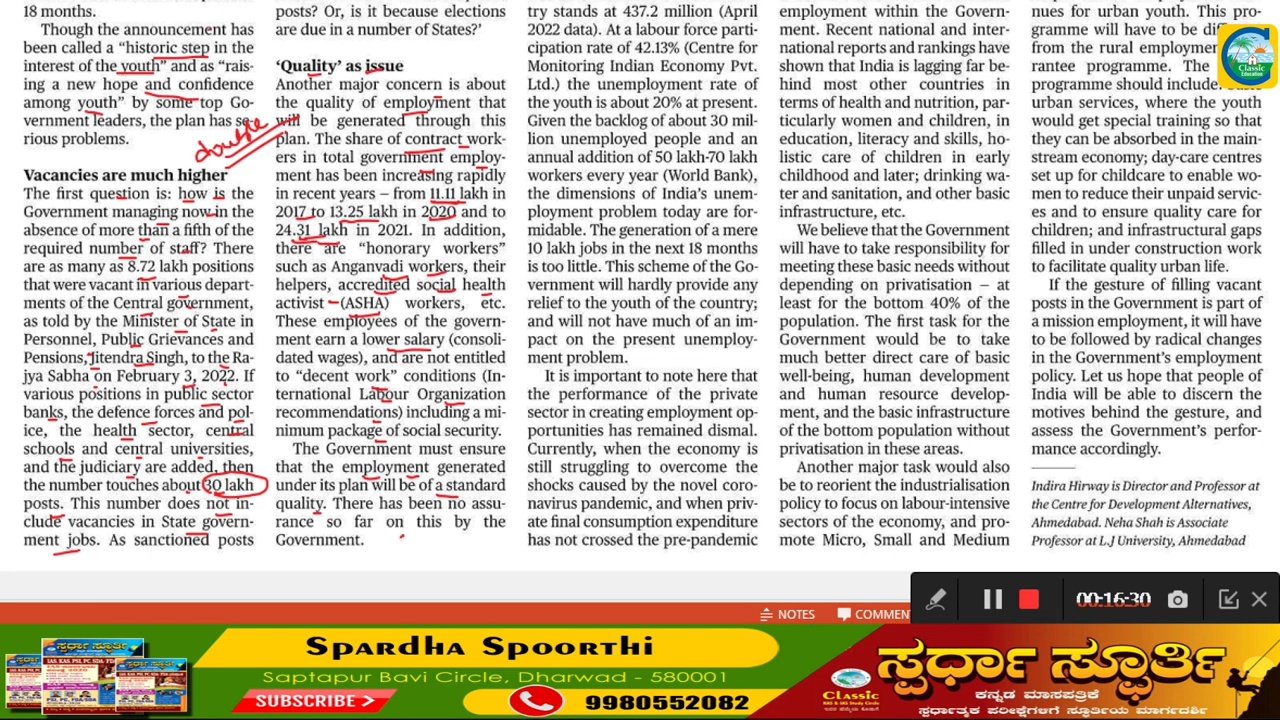 18 months.
Though the announcement has
been called a “historic step in the
interest of the youth” and as “rais-
ing a new hope and confidence
among youth” by some top Go-
vernment leaders, the plan has se-
rious problems.
Vacancies are much higher
The first question is: how is the
Government managing now in the
absence of more than a fifth of the
required number of staff? There
are as many as 8.72 lakh positions
that were vacant in various depart-
ments of the Central government,
as told by the Minister of State in
Personnel, Public Grievances and
Pensions, Jitendra Singh, to the Ra-
jya Sabha on February 3, 2022. If
various positions in public sector
banks, the defence forces and pol-
ice, the health sector, central
schools and central universities,
and the judiciary are added, then
the number touches about 30 lakh
posts. This number does not in-
clude vacancies in State govern-
ment jobs. As sanctioned posts
posts? Or, is it because elections
are due in a number of States?’
‘Quality’ as issue
Another major concern is about
the quality of employment that
will be generated through this
plan. The share of contract work-
ers in total government employ-
ment has been increasing rapidly
in recent years – from 11.11 lakh in
2017 to 13.25 lakh in 2020 and to
24.31 lakh in 2021. In addition,
there are “honorary workers”
such as Anganvadi workers, their
helpers, accredited social health
activist (ASHA) workers, etc.
These employees of the govern-
ment earn a lower salary (consoli-
dated wages), and are not entitled
to “decent work” conditions (In-
ternational Labour Organization
recommendations) including a mi-
nimum package of social security.
The Government must ensure
that the employment generated
under its plan will be of a standard
quality. There has been no assu-
rance so far on this by the
Government.
double
try stands at 437.2 million (April
2022 data). At a labour force parti-
cipation rate of 42.13% (Centre for
Monitoring Indian Economy Pvt.
Ltd.) the unemployment rate of
the youth is about 20% at present.
Given the backlog of about 30 mil-
lion unemployed people and an
annual addition of 50 lakh-70 lakh
workers every year (World Bank),
the dimensions of India’s unem-
ployment problem today are for-
midable. The generation of a mere
10 lakh jobs in the next 18 months
is too little. This scheme of the Go-
vernment will hardly provide any
relief to the youth of the country;
and will not have much of an im-
pact on the present unemploy-
ment problem.
It is important to note here that
the performance of the private
sector in creating employment op-
portunities has remained dismal.
Currently, when the economy is
still struggling to overcome the
shocks caused by the novel coro-
navirus pandemic, and when priv-
ate final consumption expenditure
has not crossed the pre-pandemic
employment within the Govern-
ment. Recent national and inter-
national reports and rankings have
shown that India is lagging far be-
hind most other countries in
terms of health and nutrition, par-
ticularly women and children, in
education, literacy and skills, ho-
listic care of children in early
childhood and later; drinking wa-
ter and sanitation, and other basic
infrastructure, etc.
We believe that the Government
will have to take responsibility for
meeting these basic needs without
depending on privatisation – at
least for the bottom 40% of the
population. The first task for the
Government would be to take
much better direct care of basic
well-being, human development
and human resource develop-
ment, and the basic infrastructure
of the bottom population without
privatisation in these areas.
Another major task would also
be to reorient the industrialisation
policy to focus on labour-intensive
sectors of the economy, and pro-
mote Micro, Small and Medium
nues for urban youth. This pro-
gramme will have to be
from the rural employmen
rantee programme. The
programme should include:
urban services, where the youth
would get special training so that
they can be absorbed in the main-
stream economy; day-care centres
set up for childcare to enable wo-
men to reduce their unpaid servic-
es and to ensure quality care for
children; and infrastructural gaps
filled in under construction work
to facilitate quality urban life.
If the gesture of filling vacant
posts in the Government is part of
a mission employment, it will have
to be followed by radical changes
in the Government’s employment
policy. Let us hope that people of
India will be able to discern the
motives behind the gesture, and
assess the Government’s perfor-
mance accordingly.
Indira Hirway is Director and Professor at
the Centre for Development Alternatives,
Ahmedabad. Neha Shah is Associate
Professor at L.J University, Ahmedabad
Classic
Education
00:16:30
NOTES
COMMEN
Spardha Spoorthi
Saptapur Bavi Circle, Dharwad - 580001
SUBSCRIBE
9980552082
Classic
KAS & IAS Study Circle
ಸ್ಪರ್ಧಾ ಸ್ಫೂರ್ತಿ
ಕನ್ನಡ ಮಾಸಪತ್ರಿಕೆ
ಸ್ಪರ್ಧಾತ್ಮಕ ಪರೀಕ್ಷೆಗಳಿಗೆ ಸ್ಫೂರ್ತಿಯ ಮಾರ್ಗದರ್ಶಿ
ಸ್ಪರ್ಧಾ ಸ್ಫೂರ್ತಿ